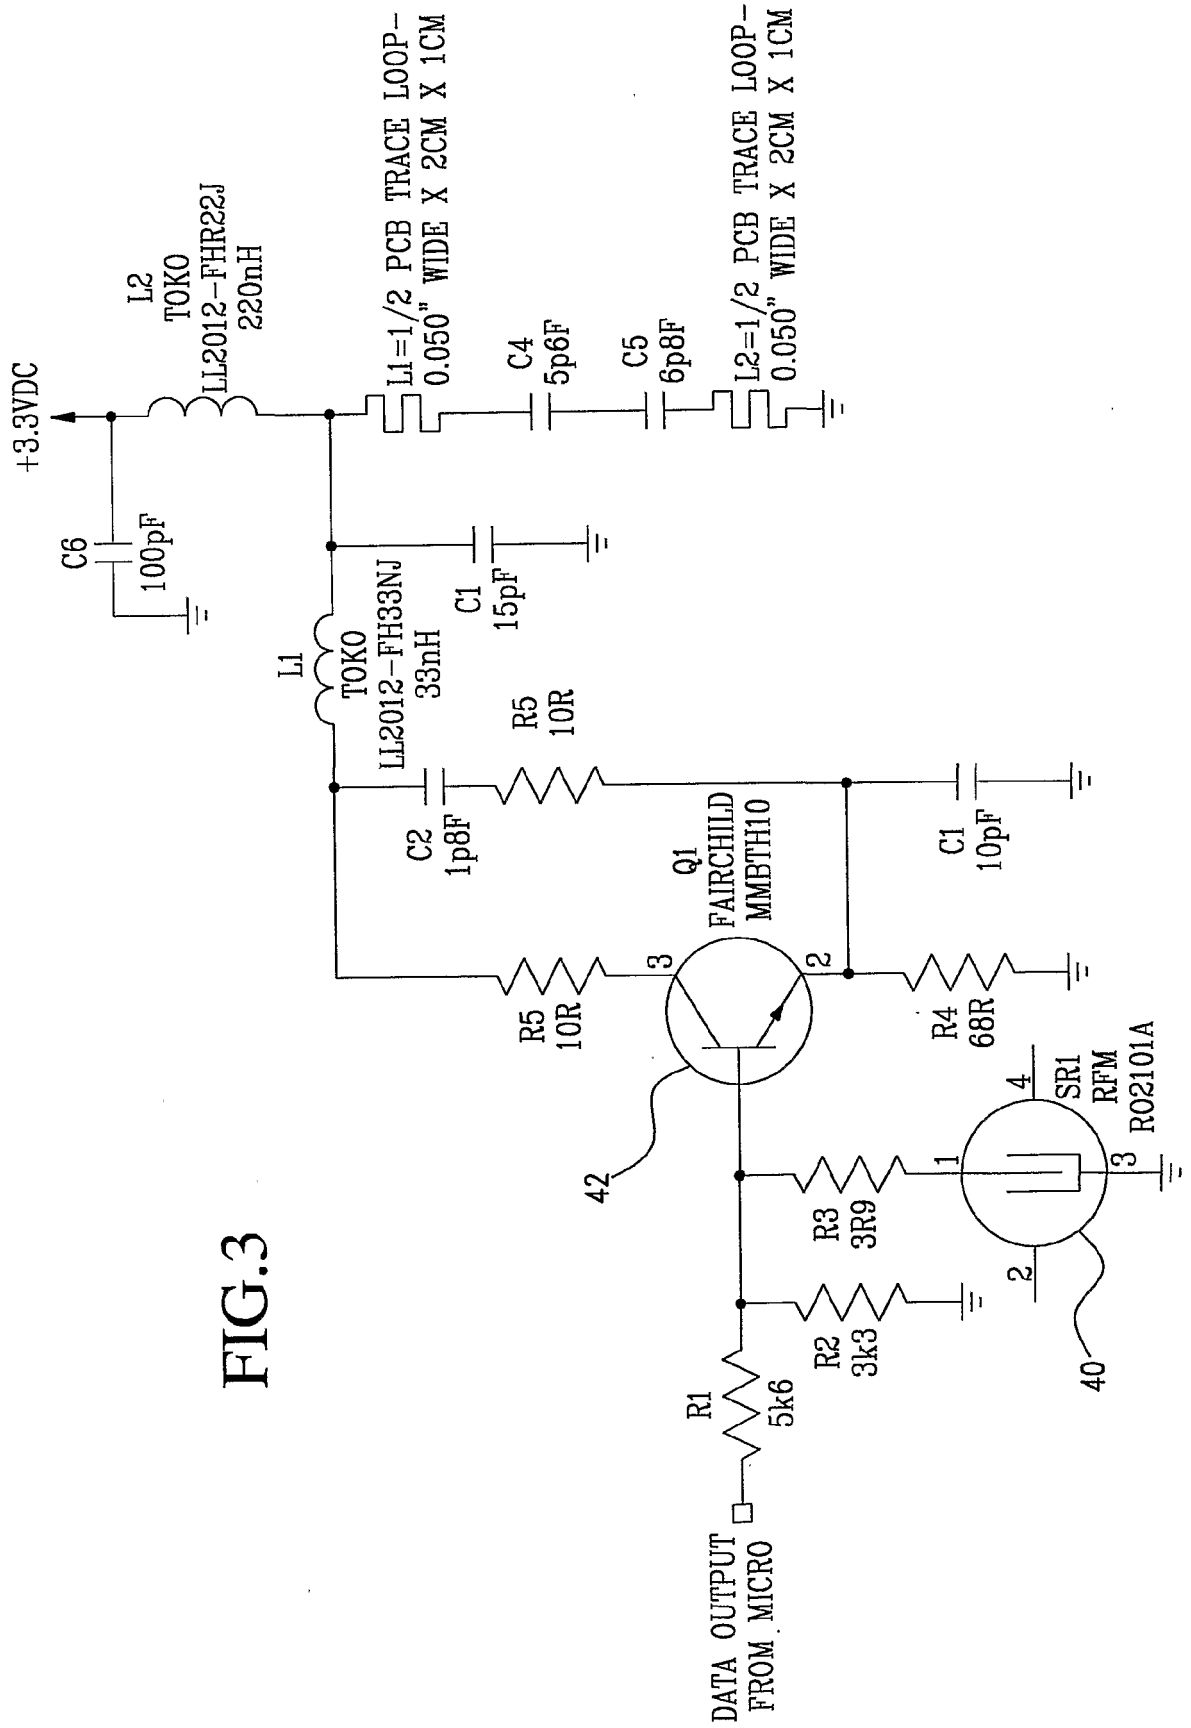 FIG.3
+3.3VDC
C6
100pF
L2
TOKO
LL2012-FHR22J
220nH
L1
TOKO
LL2012-FH33NJ
33nH
L1=1/2 PCB TRACE LOOP-
0.050" WIDE X 2CM X 1CM
C4
5p6F
C5
6p8F
L2=1/2 PCB TRACE LOOP-
0.050" WIDE X 2CM X 1CM
C1
15pF
C2
1p8F
R5
10R
R5
10R
Q1
FAIRCHILD
MMBTH10
3
2
42
C1
10pF
R4
68R
DATA OUTPUT
FROM MICRO
R1
5k6
R2
3k3
R3
3R9
1
2
3
4
SR1
RFM
RO2101A
40